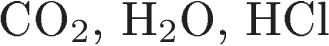 CO₂, H₂O, HCl